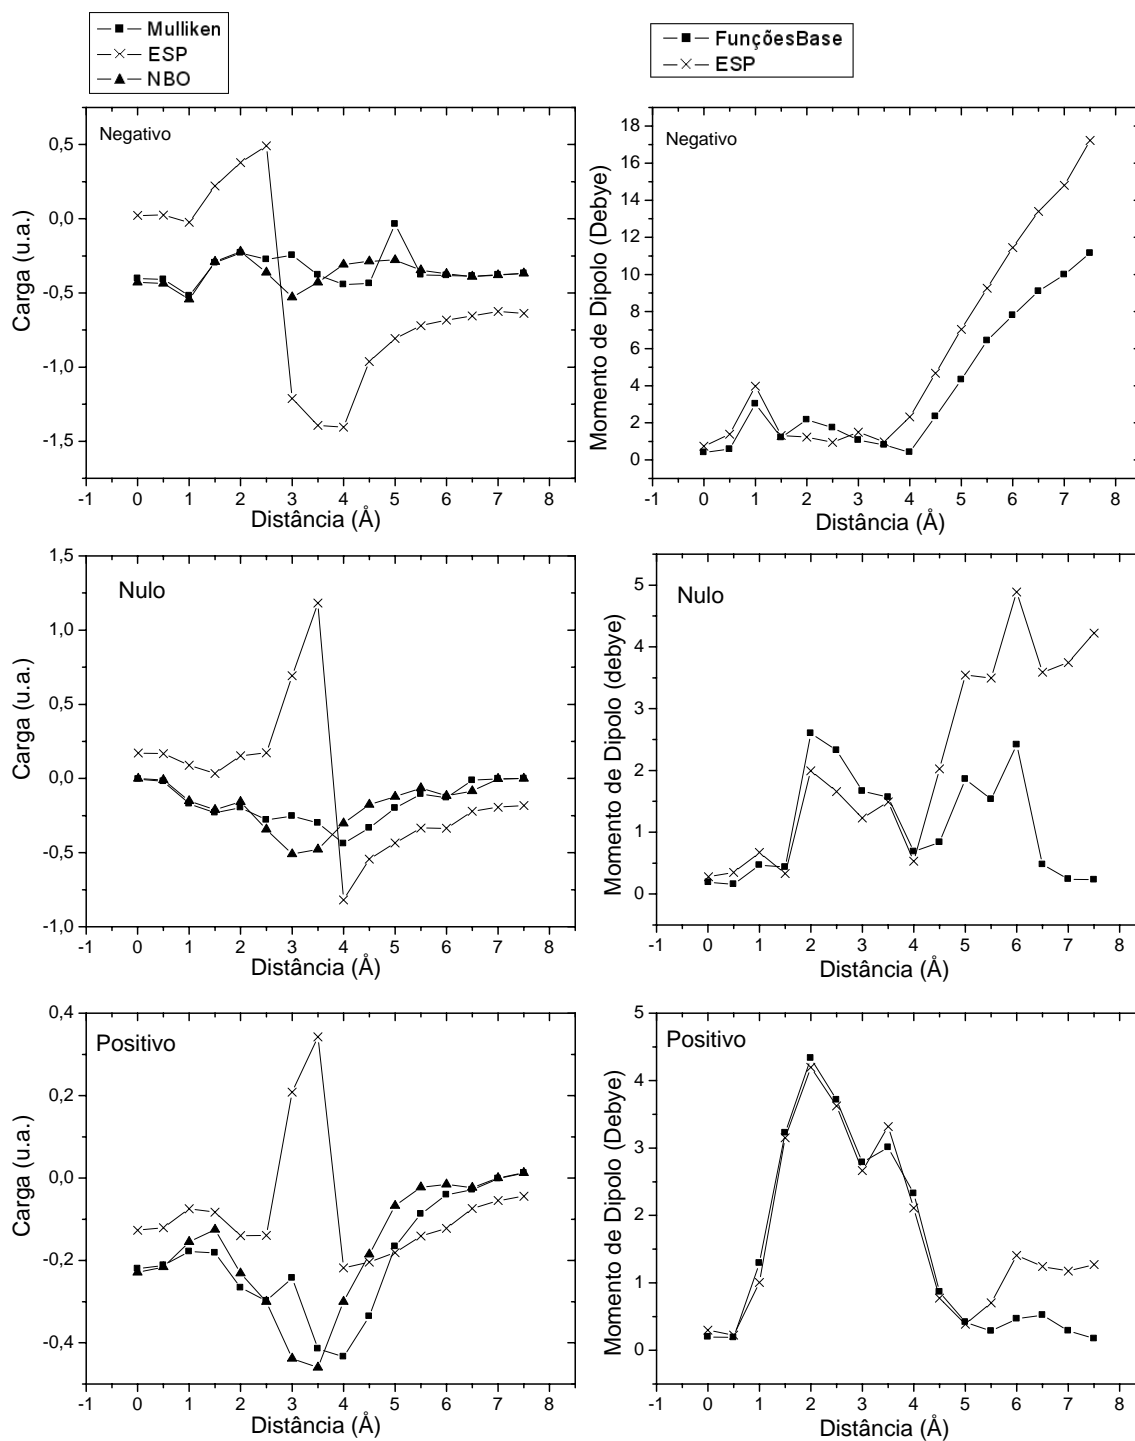 Mulliken
ESP
NBO
FunçõesBase
ESP
Negativo
0,5
0,0
-0,5
-1,0
-1,5
Carga (u.a.)
-1 0 1 2 3 4 5 6 7 8
Distância (Å)
Negativo
18
16
14
12
10
8
6
4
2
0
Momento de Dipolo (Debye)
-1 0 1 2 3 4 5 6 7 8
Distância (Å)
Nulo
1,5
1,0
0,5
0,0
-0,5
-1,0
Carga (u.a.)
-1 0 1 2 3 4 5 6 7 8
Distância (Å)
Nulo
5
4
3
2
1
0
Momento de Dipolo (debye)
-1 0 1 2 3 4 5 6 7 8
Distância (Å)
Positivo
0,4
0,2
0,0
-0,2
-0,4
Carga (u.a.)
-1 0 1 2 3 4 5 6 7 8
Distância (Å)
Positivo
5
4
3
2
1
0
Momento de Dipolo (Debye)
-1 0 1 2 3 4 5 6 7 8
Distância (Å)